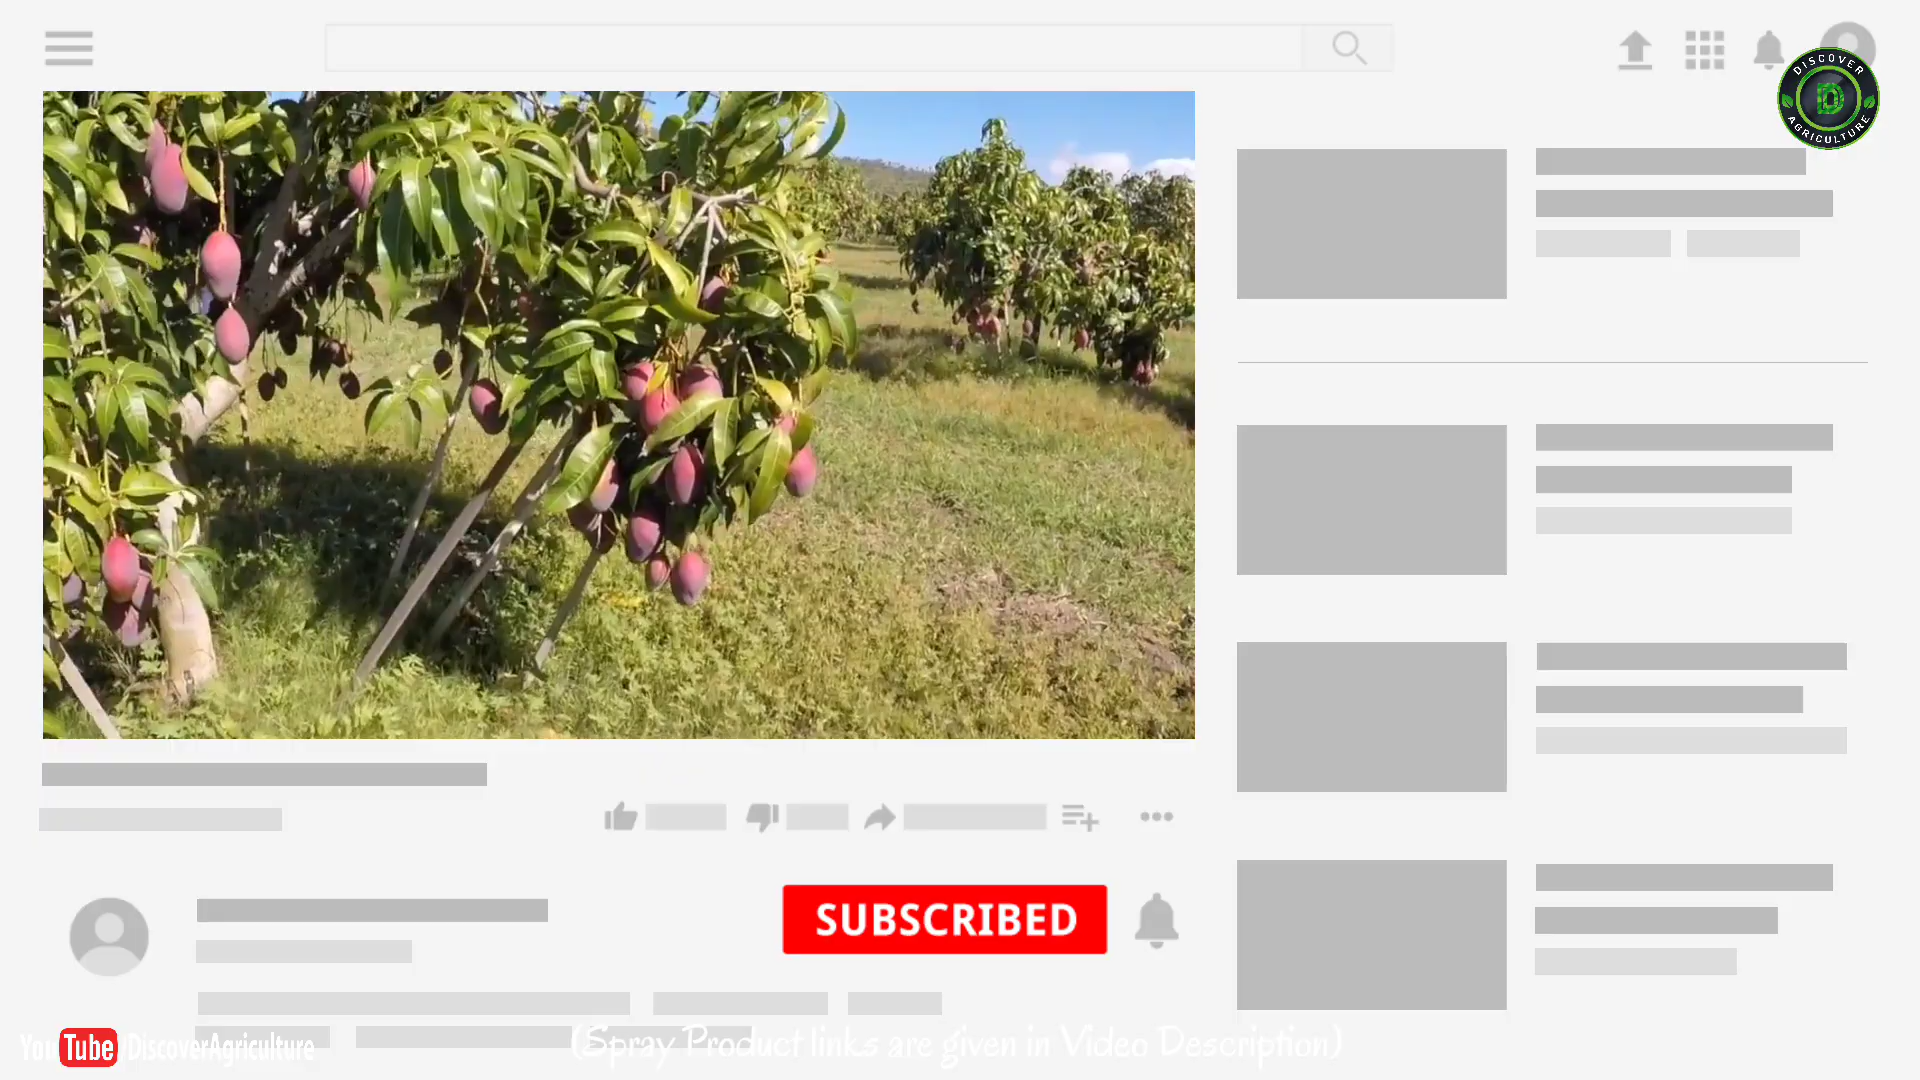 DISCOVER
D
AGRICULTURE
SUBSCRIBED
(Spray Product links are given in Video Description)
YouTube/DiscoverAgriculture